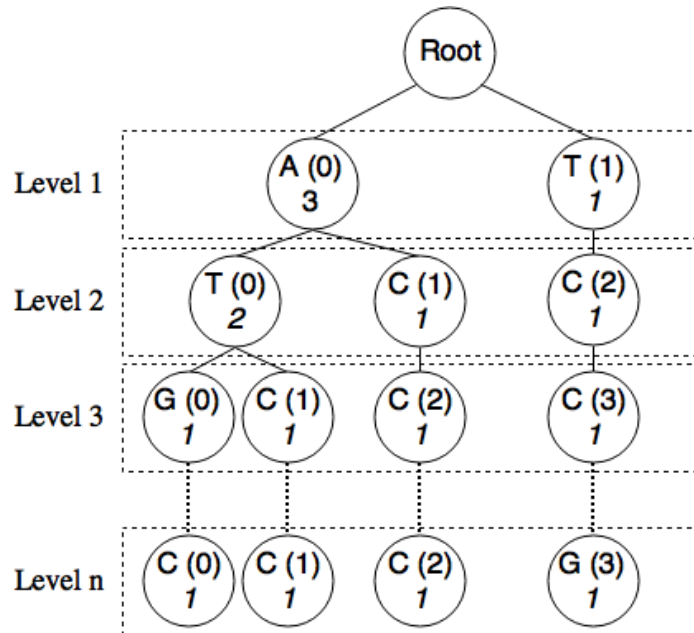 Root
Level 1
A (0)
3
T (1)
1
Level 2
T (0)
2
C (1)
1
C (2)
1
Level 3
G (0)
1
C (1)
1
C (2)
1
C (3)
1
Level n
C (0)
1
C (1)
1
C (2)
1
G (3)
1